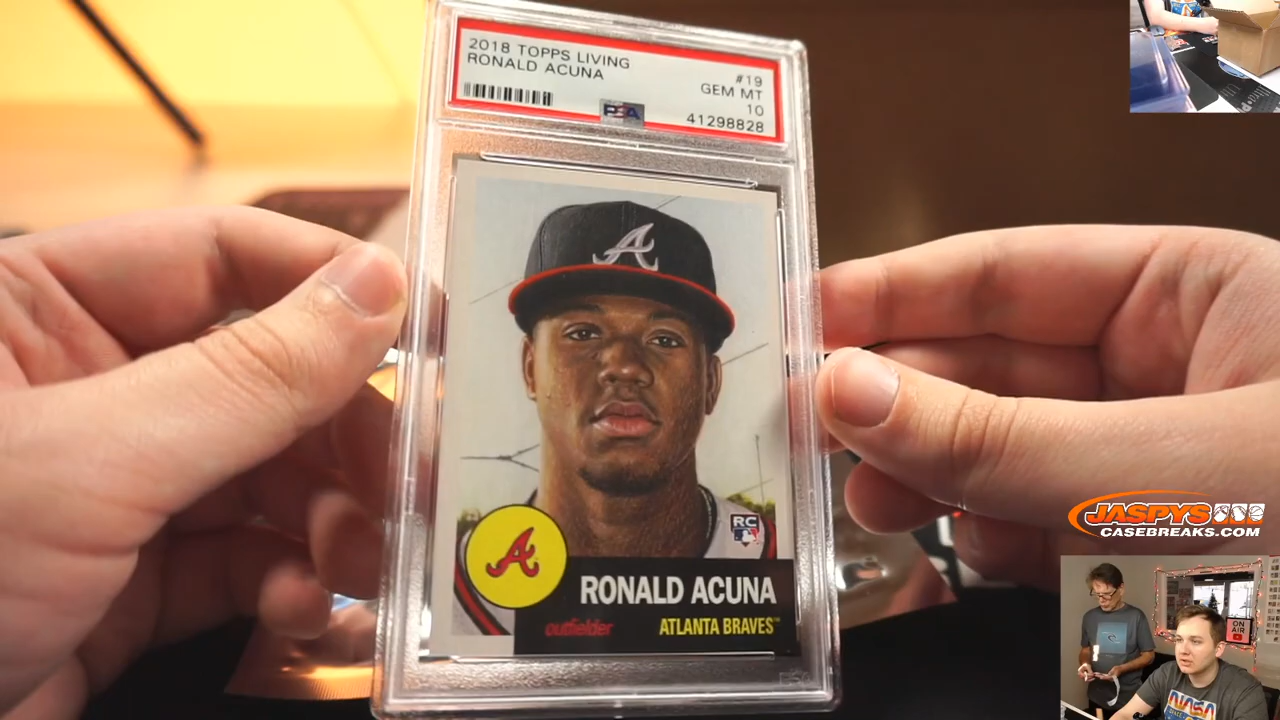 2018 TOPPS LIVING
RONALD ACUNA
#19
GEM MT
10
41298828
PSA
A
A
RC
RONALD ACUNA
outfielder
ATLANTA BRAVES™
JASPYS
CASEBREAKS.COM
ON
AIR
NASA